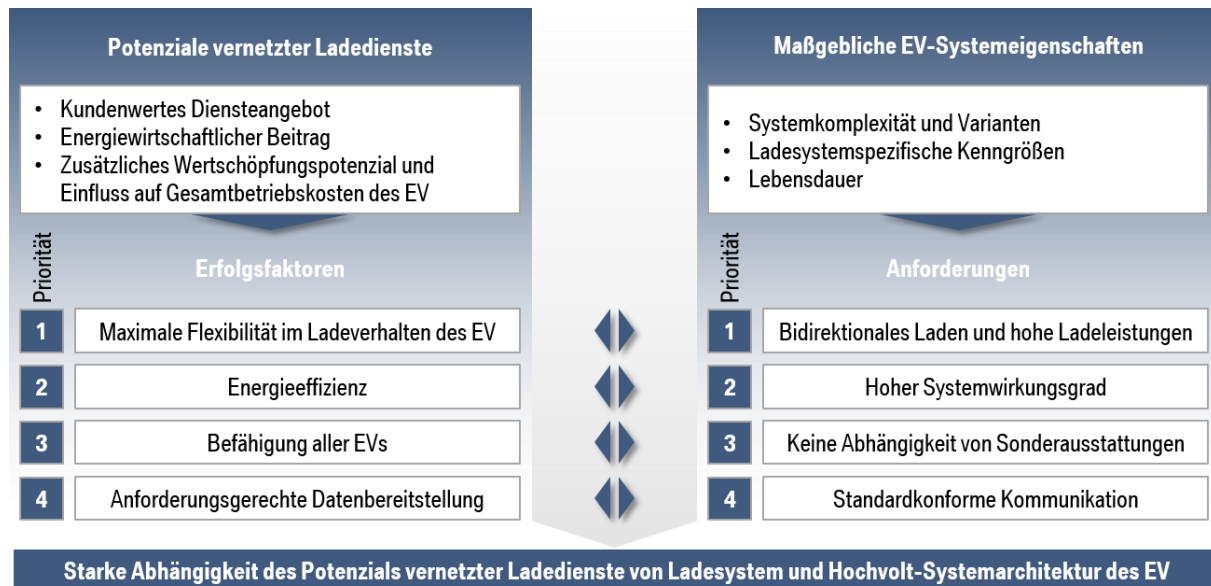 Potenziale vernetzter Ladedienste
• Kundenwertes Diensteangebot
• Energiewirtschaftlicher Beitrag
• Zusätzliches Wertschöpfungspotenzial und
Einfluss auf Gesamtbetriebskosten des EV
Priorität
Erfolgsfaktoren
1 Maximale Flexibilität im Ladeverhalten des EV
2 Energieeffizienz
3 Befähigung aller EVs
4 Anforderungsgerechte Datenbereitstellung
Maßgebliche EV-Systemeigenschaften
• Systemkomplexität und Varianten
• Ladesystemspezifische Kenngrößen
• Lebensdauer
Priorität
Anforderungen
1 Bidirektionales Laden und hohe Ladeleistungen
2 Hoher Systemwirkungsgrad
3 Keine Abhängigkeit von Sonderausstattungen
4 Standardkonforme Kommunikation
Starke Abhängigkeit des Potenzials vernetzter Ladedienste von Ladesystem und Hochvolt-Systemarchitektur des EV